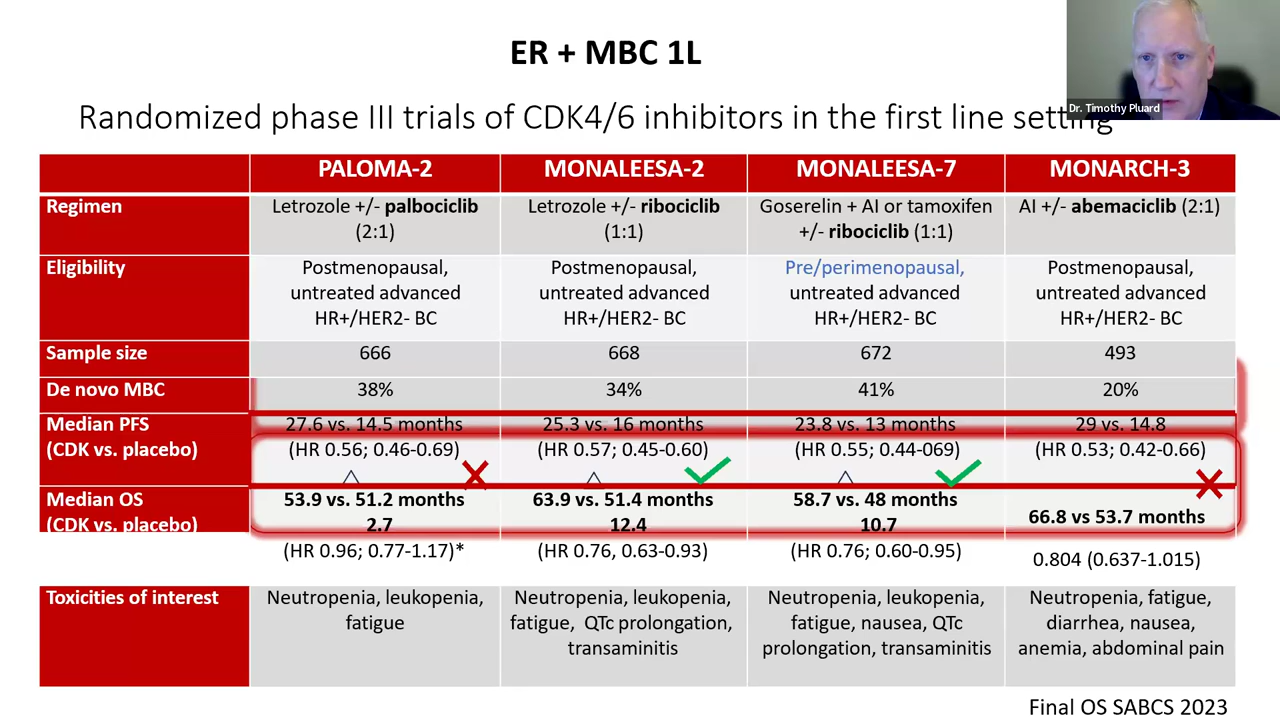 ER + MBC 1L
Dr. Timothy Pluard
Randomized phase III trials of CDK4/6 inhibitors in the first line setting
PALOMA-2 MONALEESA-2 MONALEESA-7 MONARCH-3
Regimen
Letrozole +/- palbociclib
(2:1)
Letrozole +/- ribociclib
(1:1)
Goserelin + AI or tamoxifen
+/- ribociclib (1:1)
AI +/- abemaciclib (2:1)
Eligibility
Postmenopausal,
untreated advanced
HR+/HER2- BC
Postmenopausal,
untreated advanced
HR+/HER2- BC
Pre/perimenopausal,
untreated advanced
HR+/HER2- BC
Postmenopausal,
untreated advanced
HR+/HER2- BC
Sample size 666 668 672 493
De novo MBC 38% 34% 41% 20%
Median PFS
(CDK vs. placebo)
27.6 vs. 14.5 months
(HR 0.56; 0.46-0.69)
25.3 vs. 16 months
(HR 0.57; 0.45-0.60)
23.8 vs. 13 months
(HR 0.55; 0.44-069)
29 vs. 14.8
(HR 0.53; 0.42-0.66)
Median OS
(CDK vs. placebo)
53.9 vs. 51.2 months
2.7
(HR 0.96; 0.77-1.17)*
63.9 vs. 51.4 months
12.4
(HR 0.76, 0.63-0.93)
58.7 vs. 48 months
10.7
(HR 0.76; 0.60-0.95)
66.8 vs 53.7 months
0.804 (0.637-1.015)
Toxicities of interest
Neutropenia, leukopenia,
fatigue
Neutropenia, leukopenia,
fatigue, QTc prolongation,
transaminitis
Neutropenia, leukopenia,
fatigue, nausea, QTc
prolongation, transaminitis
Neutropenia, fatigue,
diarrhea, nausea,
anemia, abdominal pain
Final OS SABCS 2023